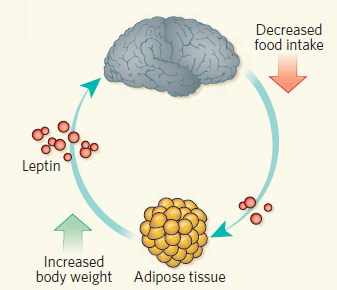 Decreased
food intake
Leptin
Increased
body weight
Adipose tissue